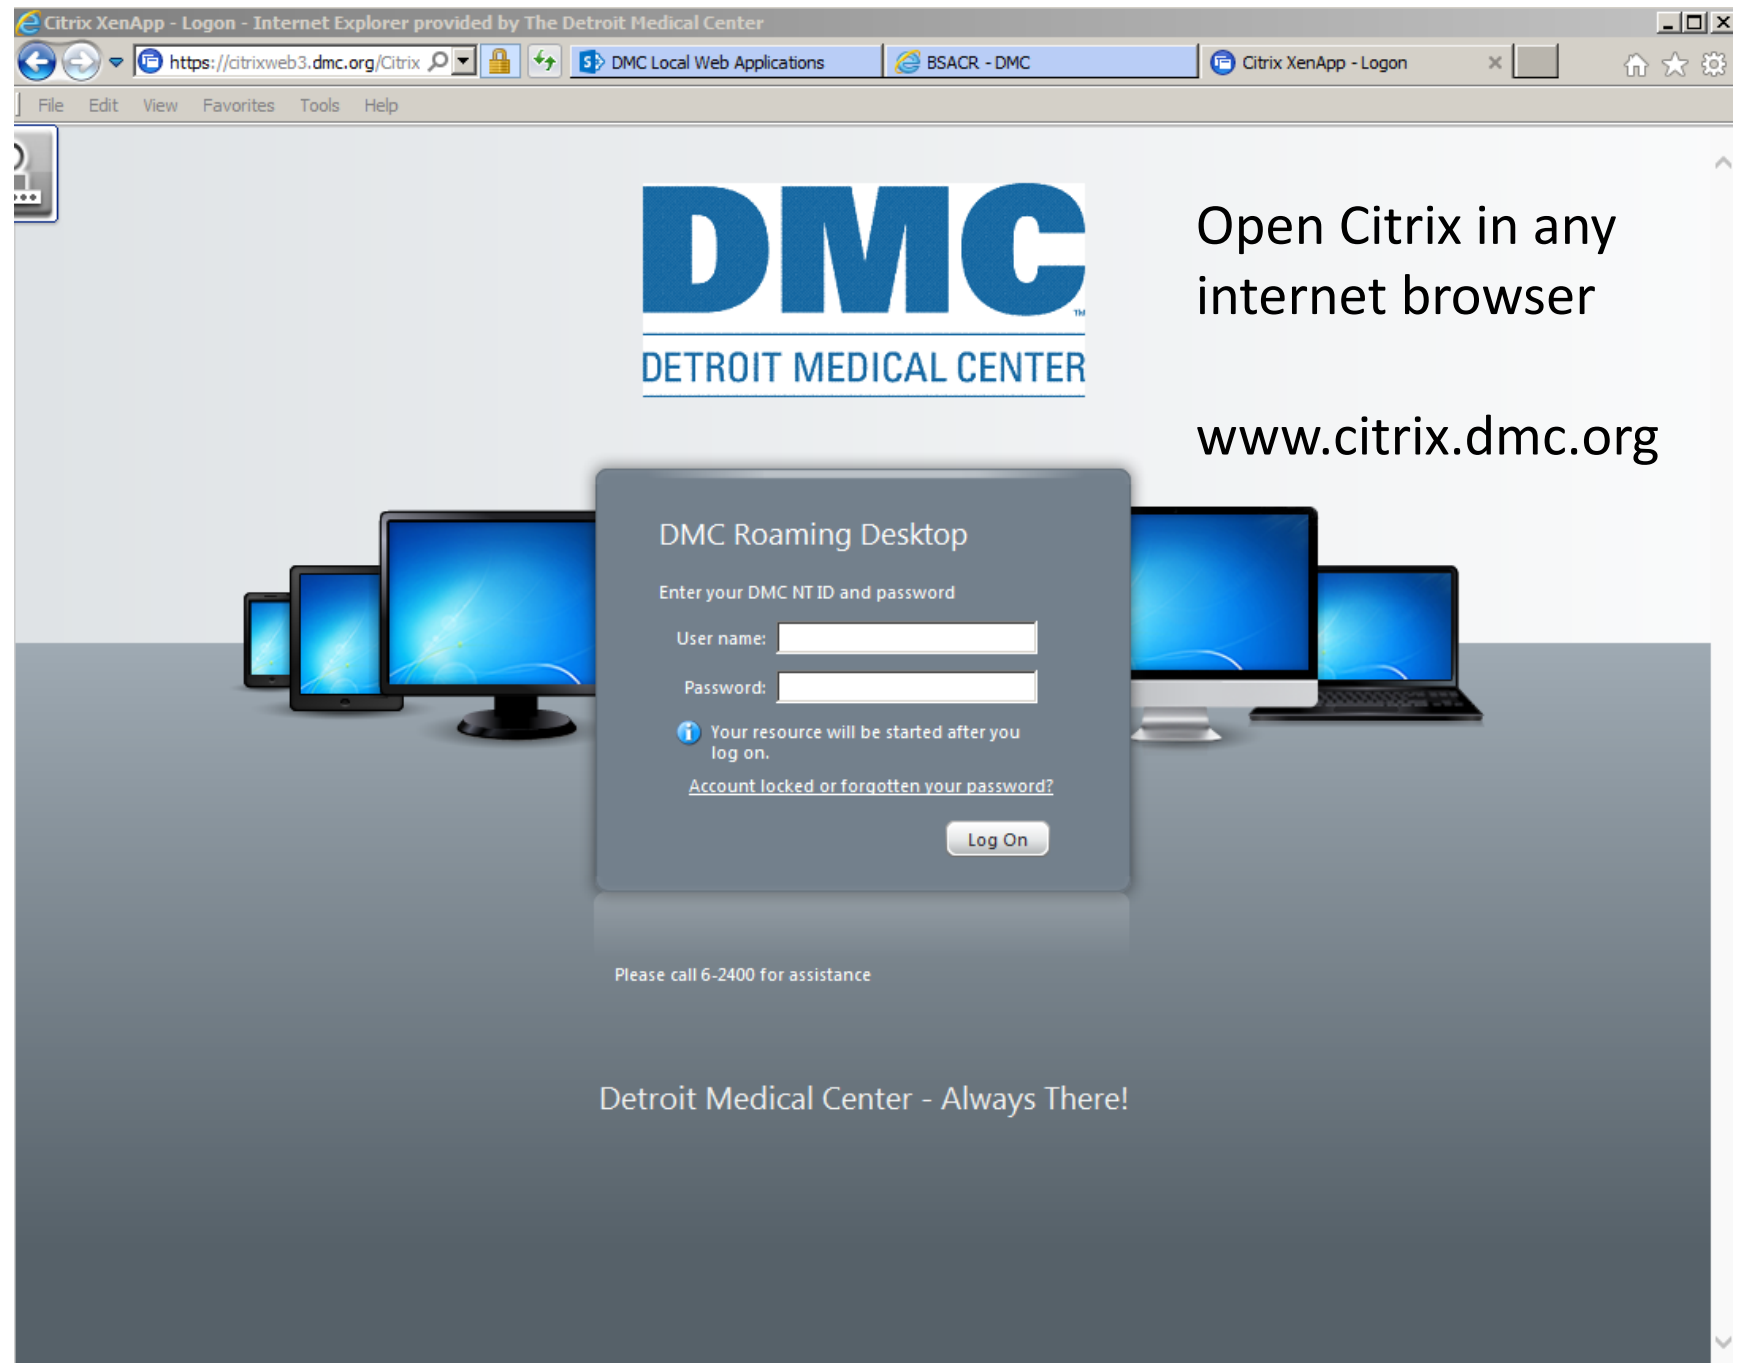 Citrix XenApp - Logon - Internet Explorer provided by The Detroit Medical Center
https://citrixweb3.dmc.org/Citrix
DMC Local Web Applications
BSACR - DMC
Citrix XenApp - Logon
File Edit View Favorites Tools Help
DMC
TM
DETROIT MEDICAL CENTER
Open Citrix in any
internet browser
www.citrix.dmc.org
DMC Roaming Desktop
Enter your DMC NT ID and password
User name:
Password:
Your resource will be started after you
log on.
Account locked or forgotten your password?
Log On
Please call 6-2400 for assistance
Detroit Medical Center - Always There!